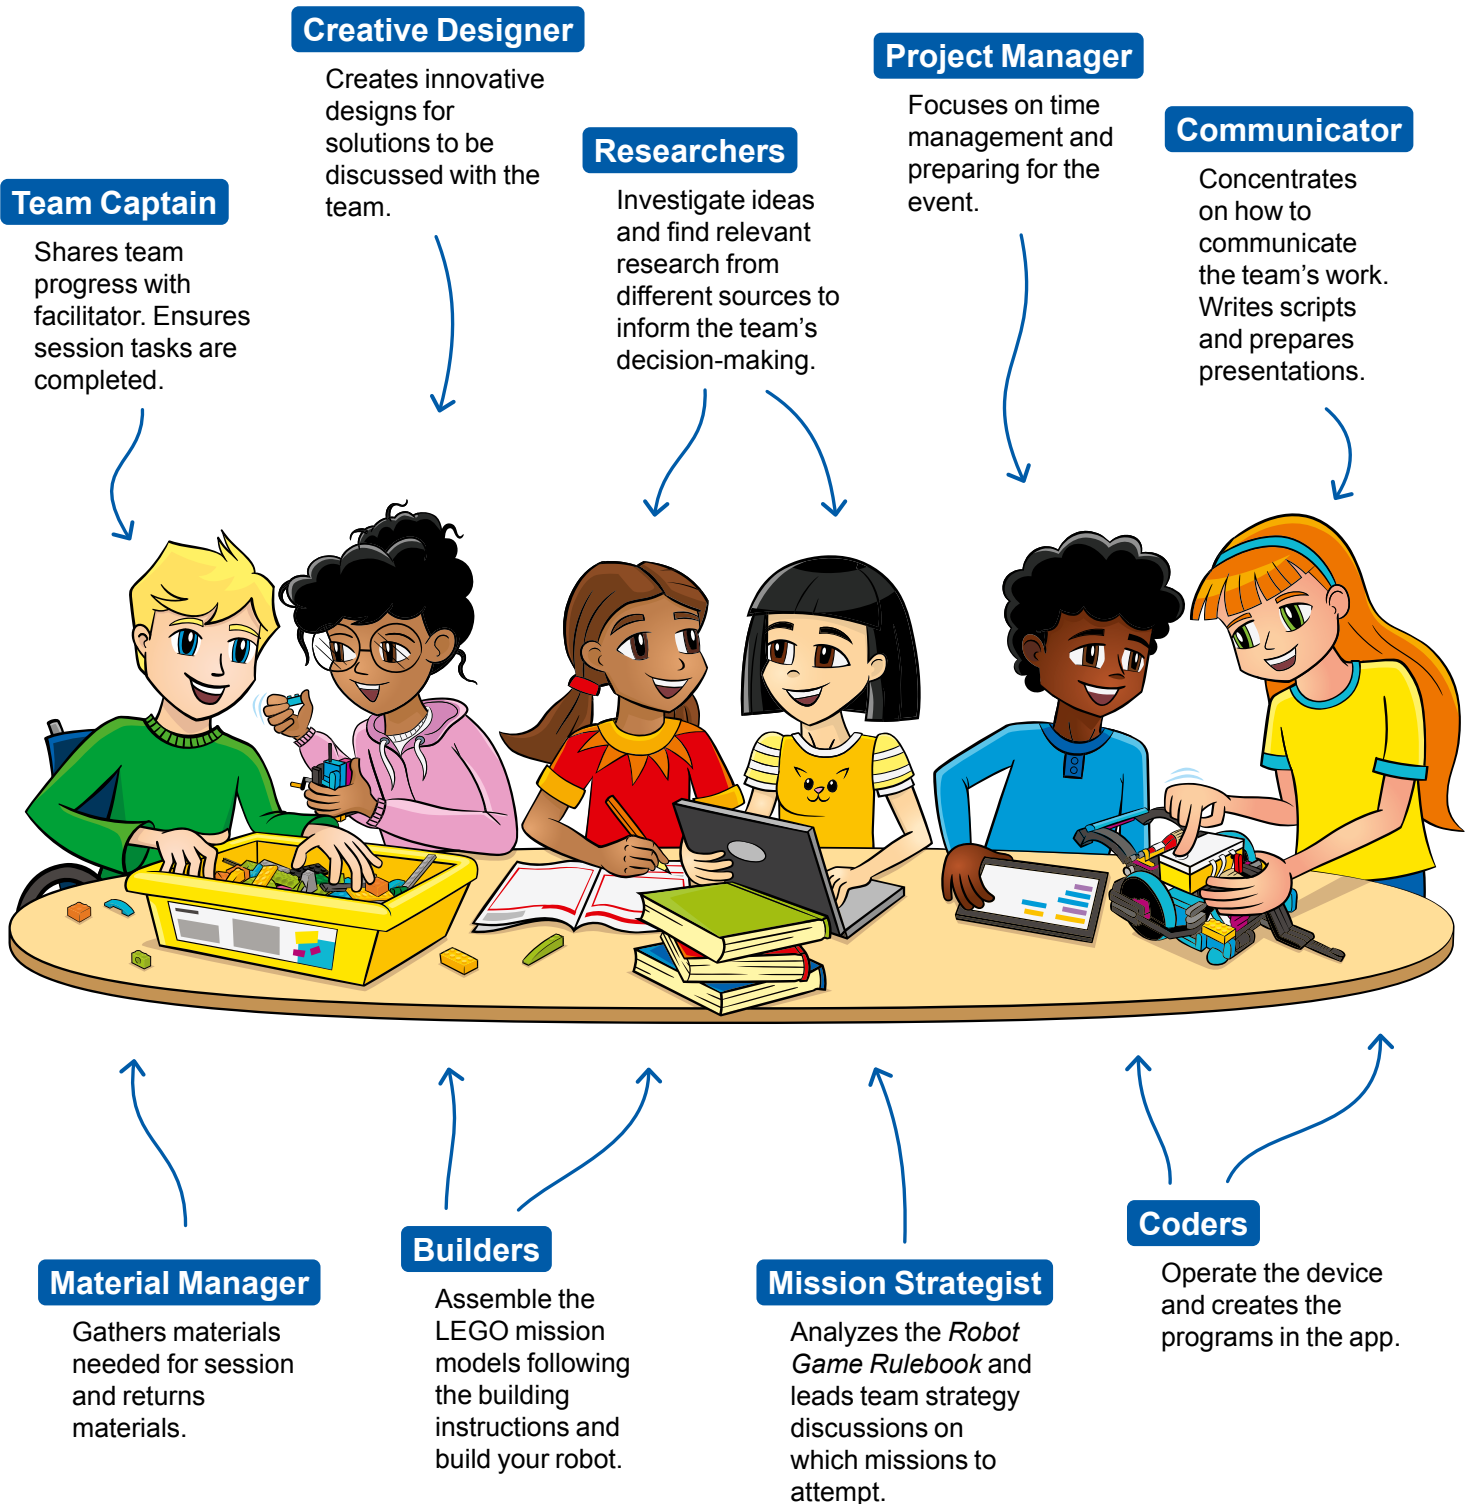 Creative Designer
Creates innovative
designs for
solutions to be
discussed with the
team.
Project Manager
Focuses on time
management and
preparing for the
event.
Communicator
Concentrates
on how to
communicate
the team’s work.
Writes scripts
and prepares
presentations.
Researchers
Investigate ideas
and find relevant
research from
different sources to
inform the team’s
decision-making.
Team Captain
Shares team
progress with
facilitator. Ensures
session tasks are
completed.
Material Manager
Gathers materials
needed for session
and returns
materials.
Builders
Assemble the
LEGO mission
models following
the building
instructions and
build your robot.
Mission Strategist
Analyzes the Robot
Game Rulebook and
leads team strategy
discussions on
which missions to
attempt.
Coders
Operate the device
and creates the
programs in the app.